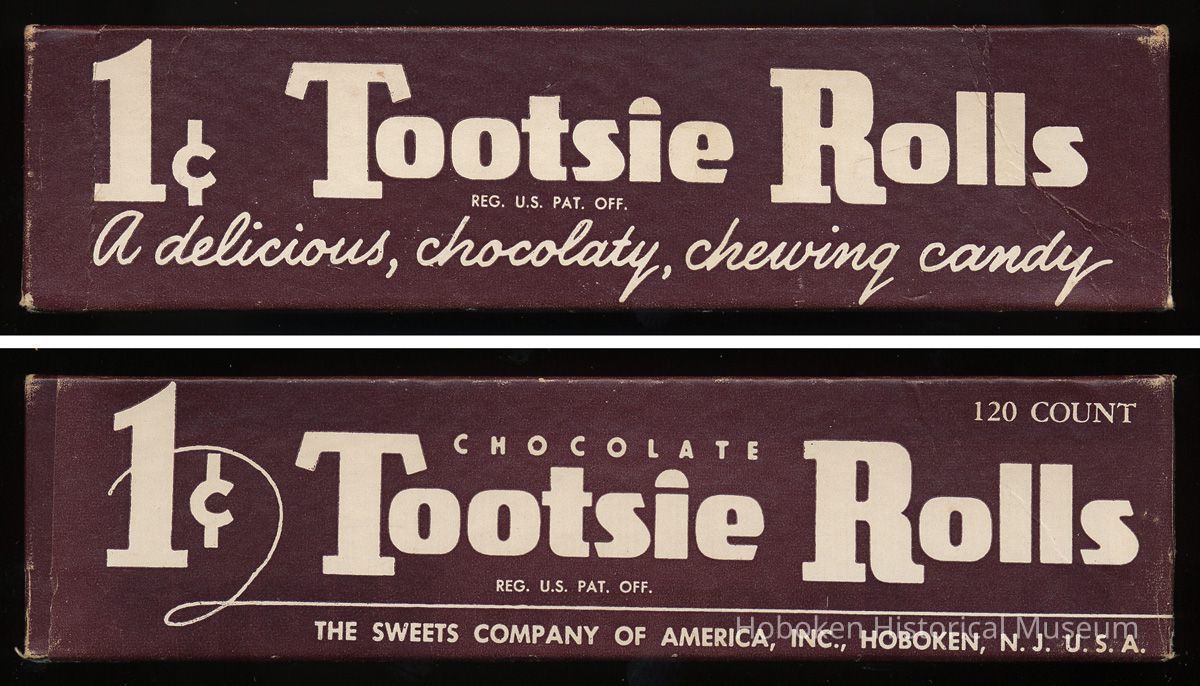 1¢ Tootsie Rolls
REG. U.S. PAT. OFF.
A delicious, chocolaty, chewing candy
120 COUNT
CHOCOLATE
1¢ Tootsie Rolls
REG. U.S. PAT. OFF.
THE SWEETS COMPANY OF AMERICA, INC., HOBOKEN, N.J. U.S.A.
Hoboken Historical Museum